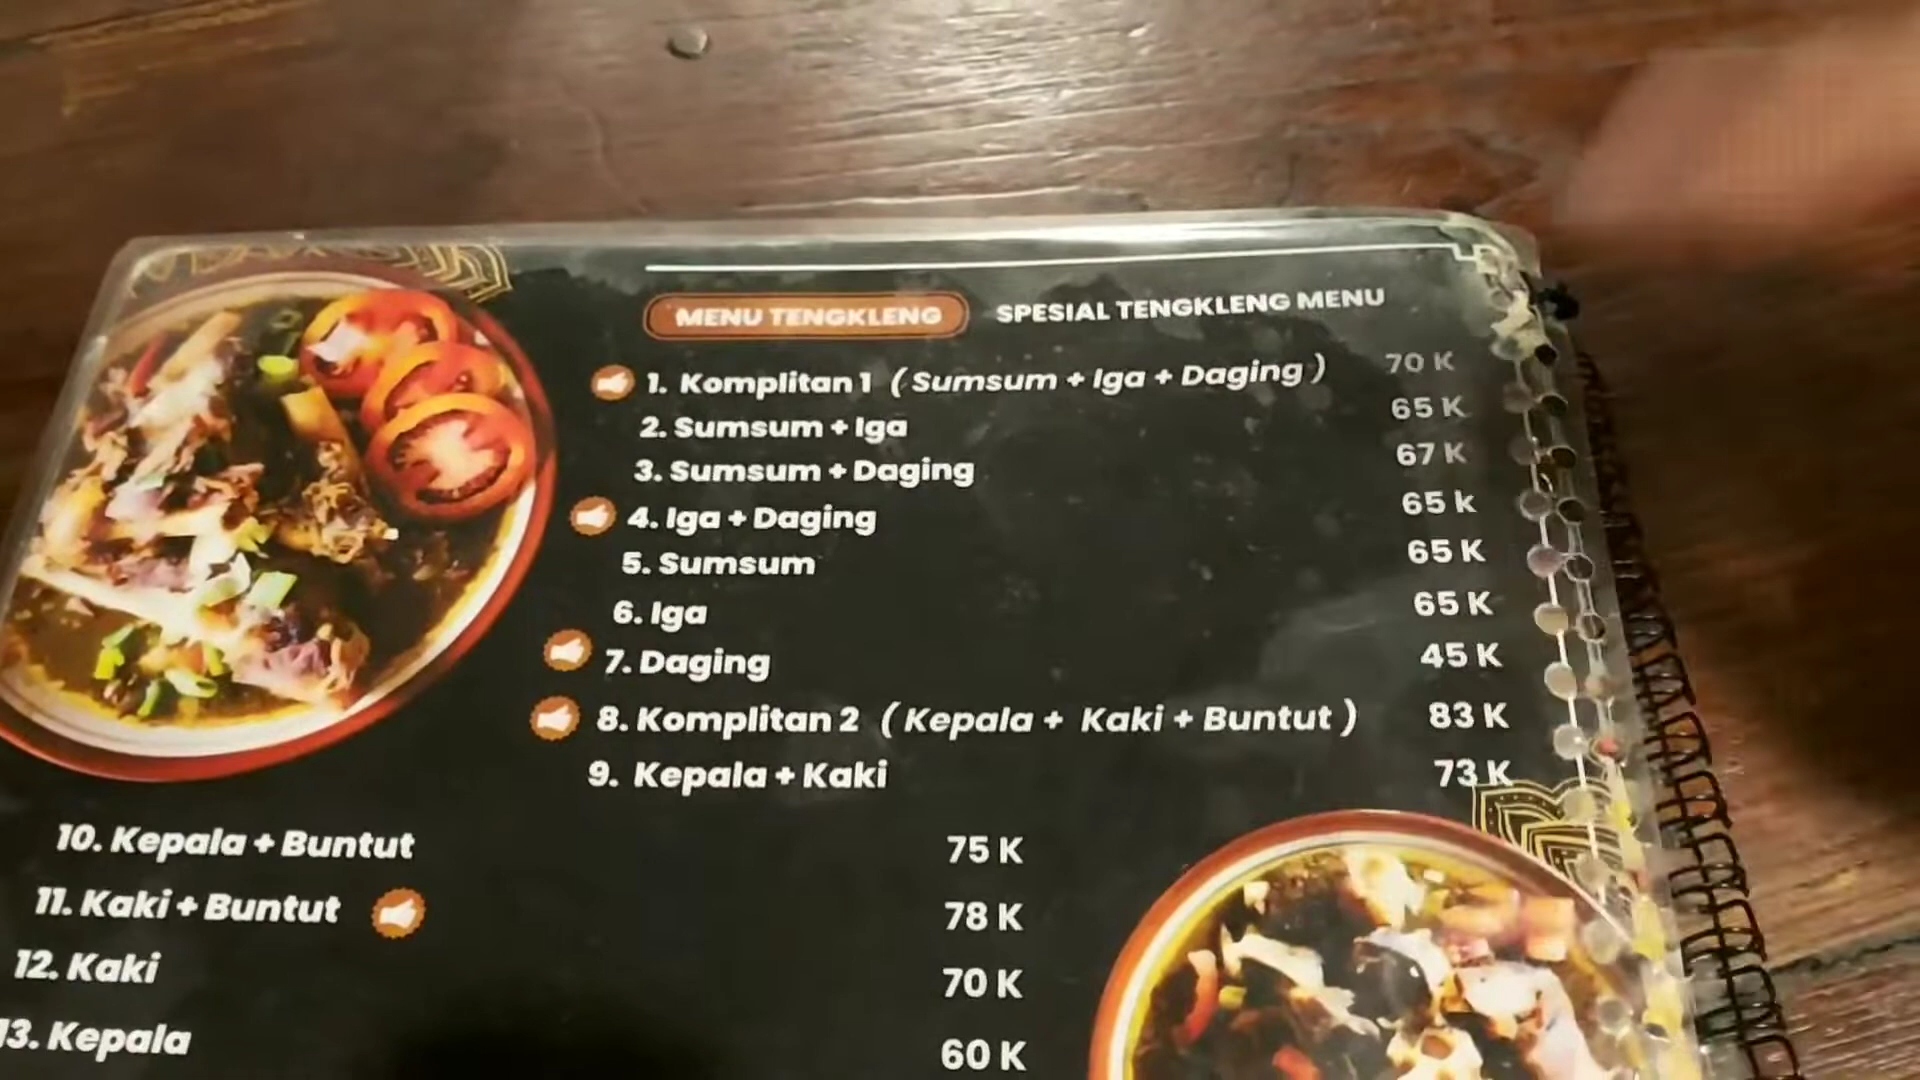 MENU TENGKLENG SPESIAL TENGKLENG MENU
1. Komplitan 1 ( Sumsum + Iga + Daging ) 70 K
2. Sumsum + Iga 65 K
3. Sumsum + Daging 67 K
4. Iga + Daging 65 k
5. Sumsum 65 K
6. Iga 65 K
7. Daging 45 K
8. Komplitan 2 ( Kepala + Kaki + Buntut ) 83 K
9. Kepala + Kaki 73 K
10. Kepala + Buntut 75 K
11. Kaki + Buntut 78 K
12. Kaki 70 K
13. Kepala 60 K